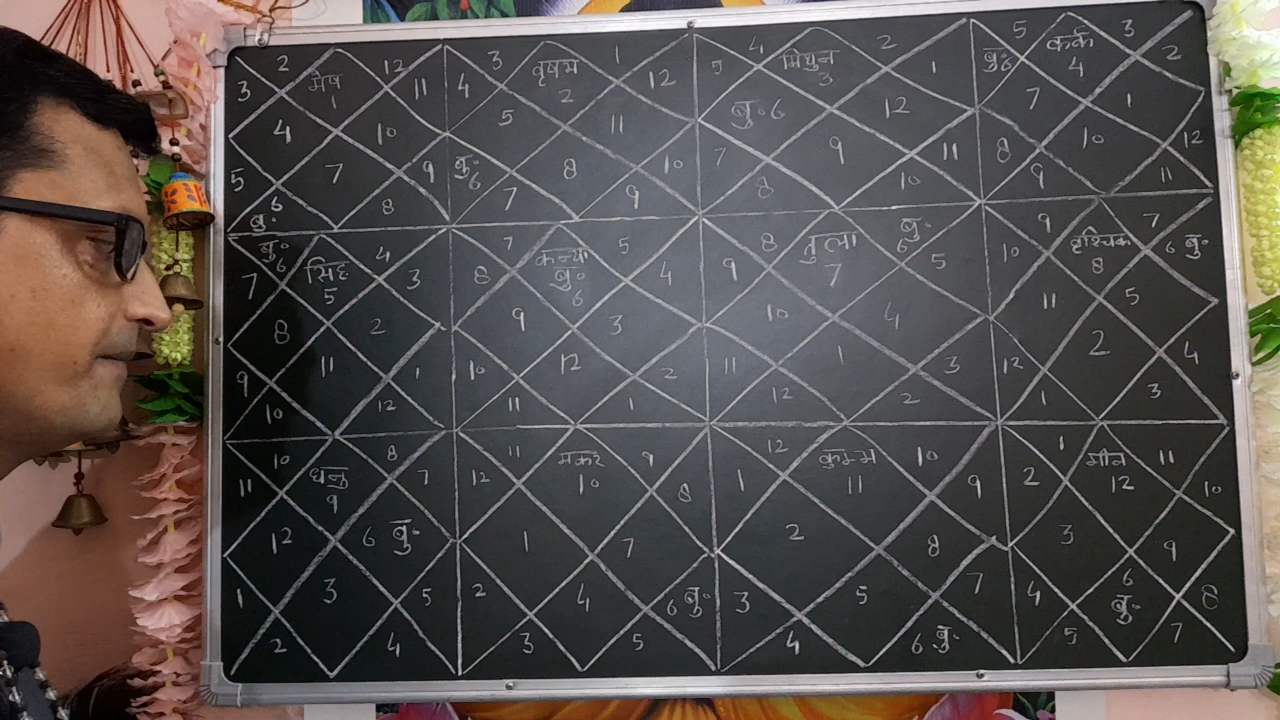 2 12
3 मेष 11
1
4 10
7
5 9
6 8
बु॰
3 1
4 वृषभ 12
2
5 11
बु॰ 8 10
6
7 9
4 2
5 मिथुन 1
3
बु॰ 6 12
7 9 11
8 10
5 3
बु॰ 6 कर्क 2
4
7 1
8 10 12
9 11
बु॰ 4
6
7 सिंह 3
5
8 2
9 11 1
10 12
7 5
8 कन्या 4
बु॰
6
9 3
10 12 2
11 1
8 बु॰
6
9 तुला 5
7
10 4
11 1 3
12 2
9 7
10 वृश्चिक 6 बु॰
8
11 5
12 2 4
1 3
10 8
11 धनु 7
9
12 6 बु॰
1 3 5
2 4
11 9
12 मकर 8
10
1 7
2 4 6 बु॰
3 5
12 10
1 कुम्भ 9
11
2 8
3 5 7
4 6 बु॰
1 11
2 मीन 10
12
3 9
4 6 8
बु॰
5 7